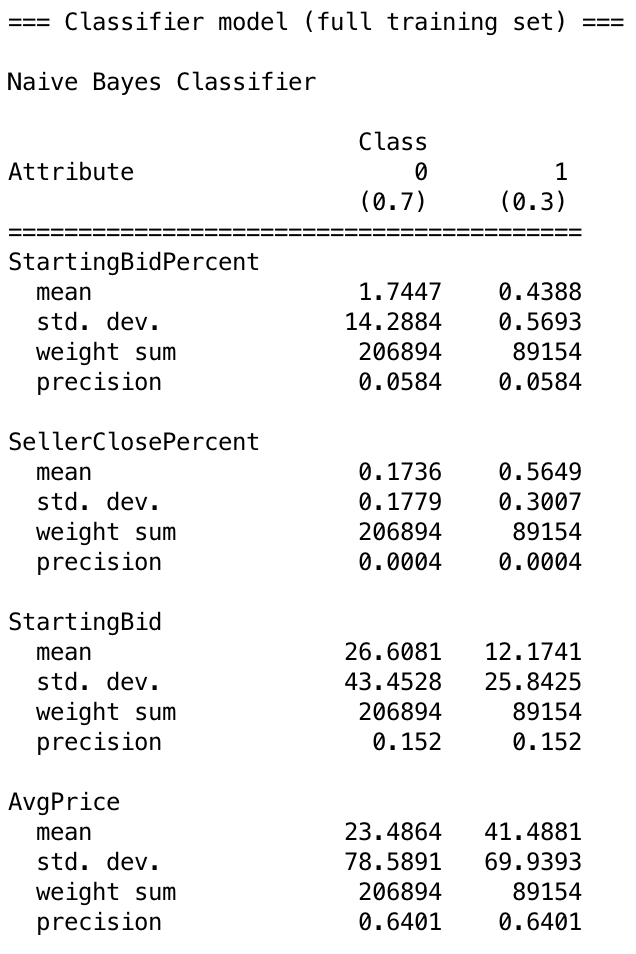 === Classifier model (full training set) ===
Naive Bayes Classifier
Class
Attribute 0 1
(0.7) (0.3)
=========================================
StartingBidPercent
mean 1.7447 0.4388
std. dev. 14.2884 0.5693
weight sum 206894 89154
precision 0.0584 0.0584
SellerClosePercent
mean 0.1736 0.5649
std. dev. 0.1779 0.3007
weight sum 206894 89154
precision 0.0004 0.0004
StartingBid
mean 26.6081 12.1741
std. dev. 43.4528 25.8425
weight sum 206894 89154
precision 0.152 0.152
AvgPrice
mean 23.4864 41.4881
std. dev. 78.5891 69.9393
weight sum 206894 89154
precision 0.6401 0.6401